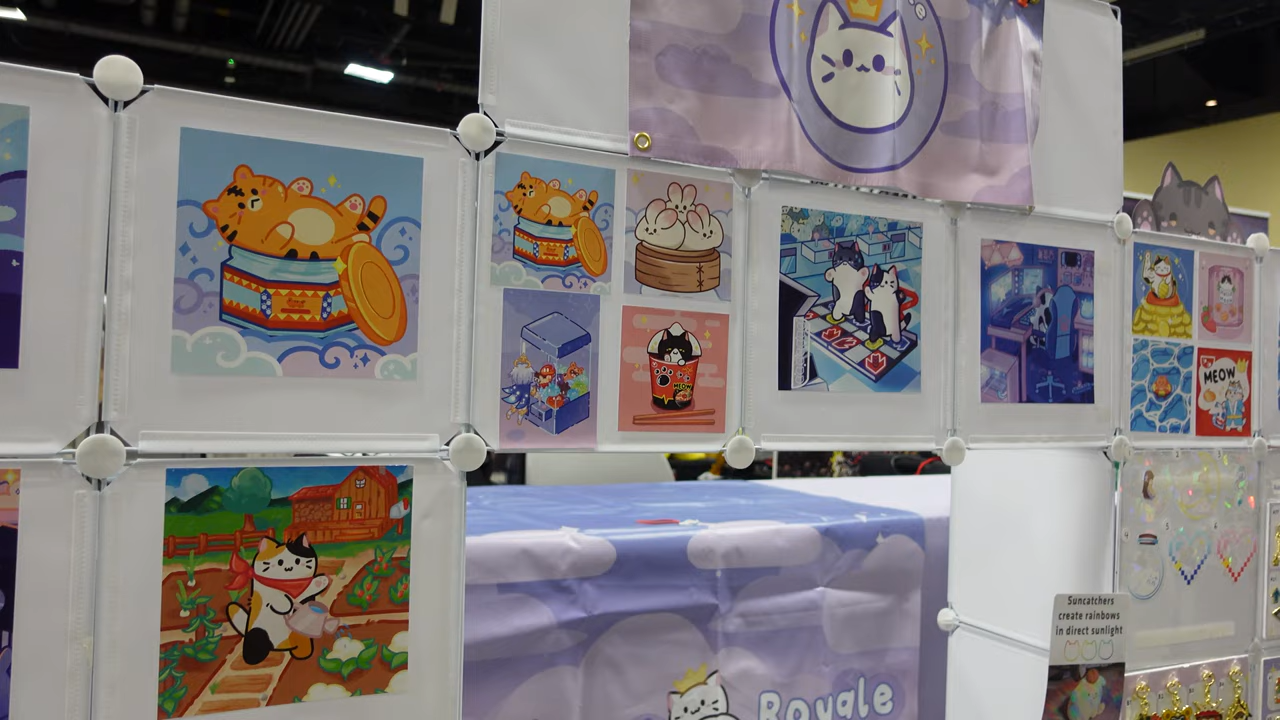 MEOW
MEOW
Suncatchers
create rainbows
in direct sunlight
Royale